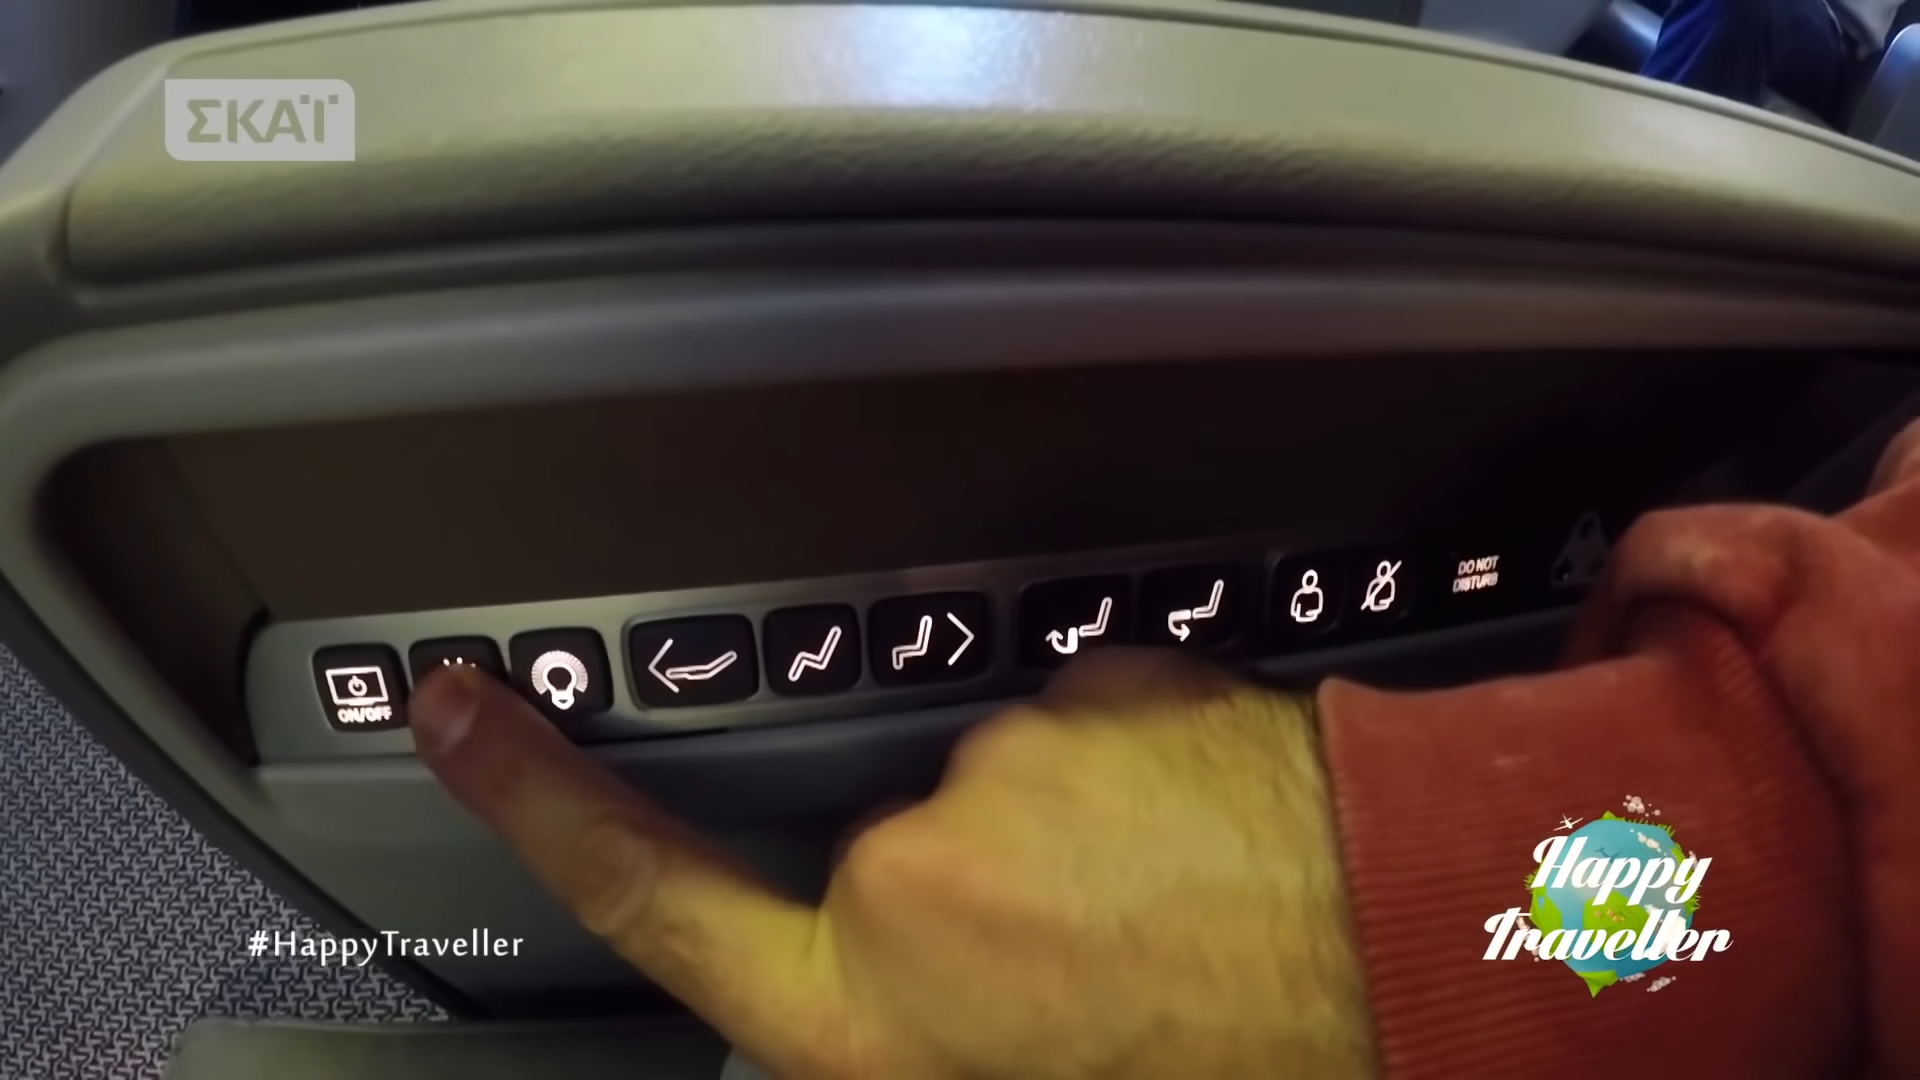 ΣΚΑΪ
ON/OFF
DO NOT
DISTURB
#HappyTraveller
Happy
Traveller